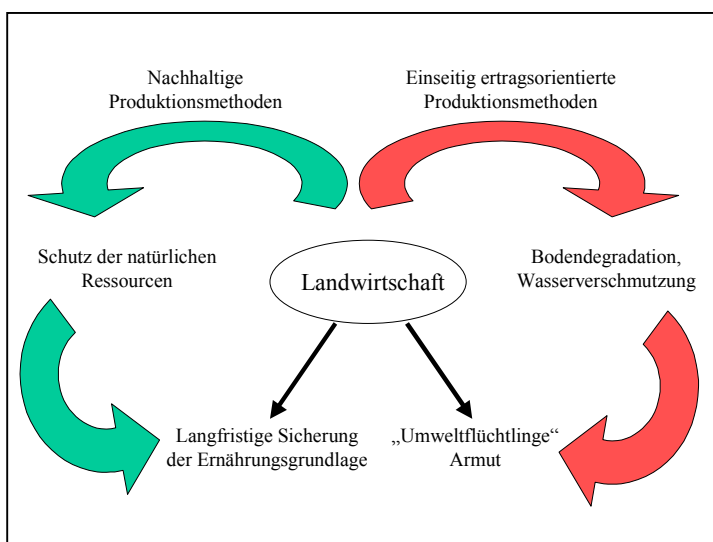 Nachhaltige
Produktionsmethoden
Einseitig ertragsorientierte
Produktionsmethoden
Schutz der natürlichen
Ressourcen
Landwirtschaft
Bodendegradation,
Wasserverschmutzung
Langfristige Sicherung
der Ernährungsgrundlage
„Umweltflüchtlinge“
Armut